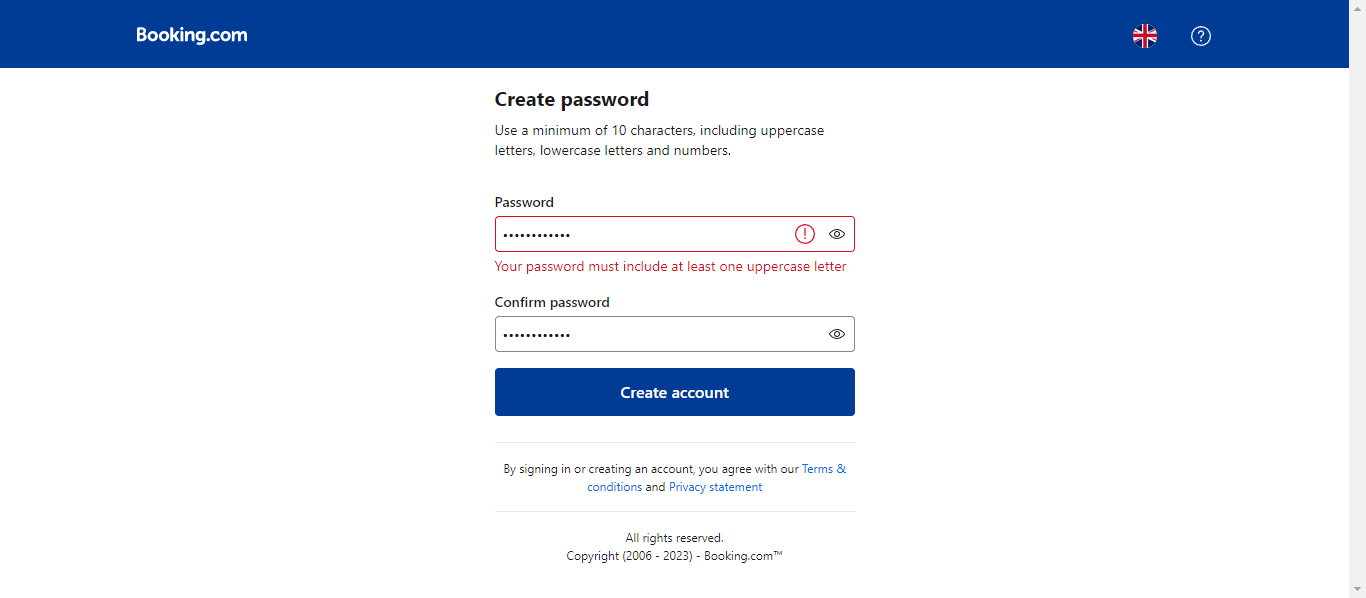 Booking.com
Create password
Use a minimum of 10 characters, including uppercase
letters, lowercase letters and numbers.
Password
••••••••••••
Your password must include at least one uppercase letter
Confirm password
••••••••••••
Create account
By signing in or creating an account, you agree with our Terms &
conditions and Privacy statement
All rights reserved.
Copyright (2006 - 2023) - Booking.com™